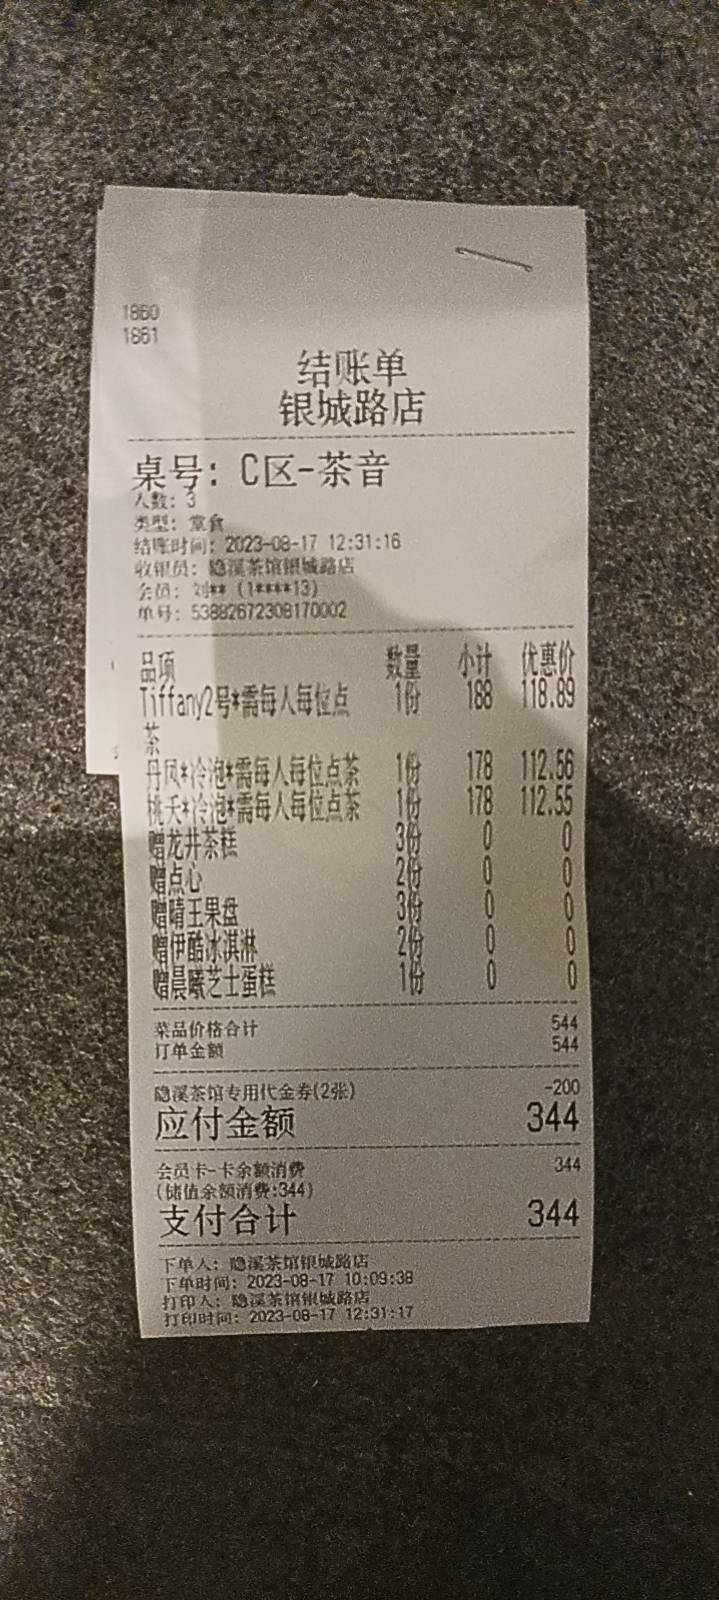 1860
1861
结账单
银城路店
桌号: C区-茶音
人数: 3
类型: 堂食
结账时间: 2023-08-17 12:31:16
收银员: 隐溪茶馆银城路店
会员: 刘** (1****13)
单号: 53882672308170002
品项 数量 小计 优惠价
Tiffany2号*需每人每位点 1份 188 118.89
茶
丹凤*冷泡*需每人每位点茶 1份 178 112.56
桃夭*冷泡*需每人每位点茶 1份 178 112.55
赠龙井茶糕 3份 0 0
赠点心 2份 0 0
赠晴王果盘 3份 0 0
赠伊酷冰淇淋 2份 0 0
赠晨曦芝士蛋糕 1份 0 0
菜品价格合计 544
订单金额 544
隐溪茶馆专用代金券(2张) -200
应付金额 344
会员卡-卡余额消费 344
(储值余额消费:344)
支付合计 344
下单人: 隐溪茶馆银城路店
下单时间: 2023-08-17 10:09:38
打印人: 隐溪茶馆银城路店
打印时间: 2023-08-17 12:31:17